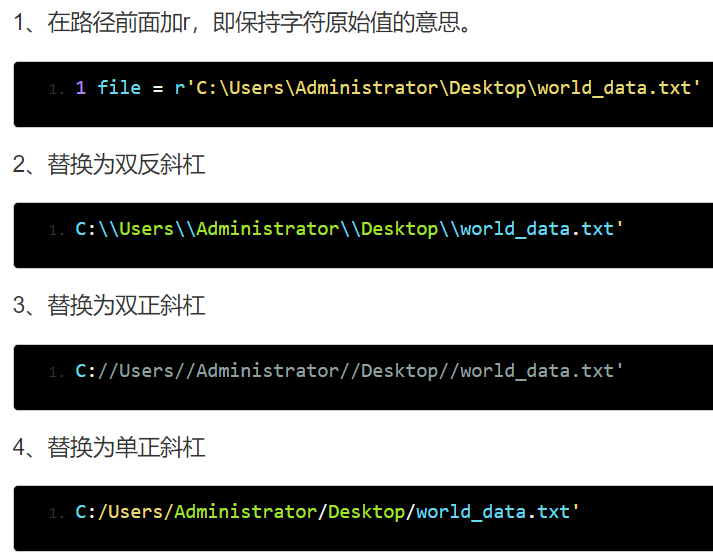 1、在路径前面加r，即保持字符原始值的意思。
1. 1 file = r'C:\Users\Administrator\Desktop\world_data.txt'
2、替换为双反斜杠
1. C:\\Users\\Administrator\\Desktop\\world_data.txt'
3、替换为双正斜杠
1. C://Users//Administrator//Desktop//world_data.txt'
4、替换为单正斜杠
1. C:/Users/Administrator/Desktop/world_data.txt'